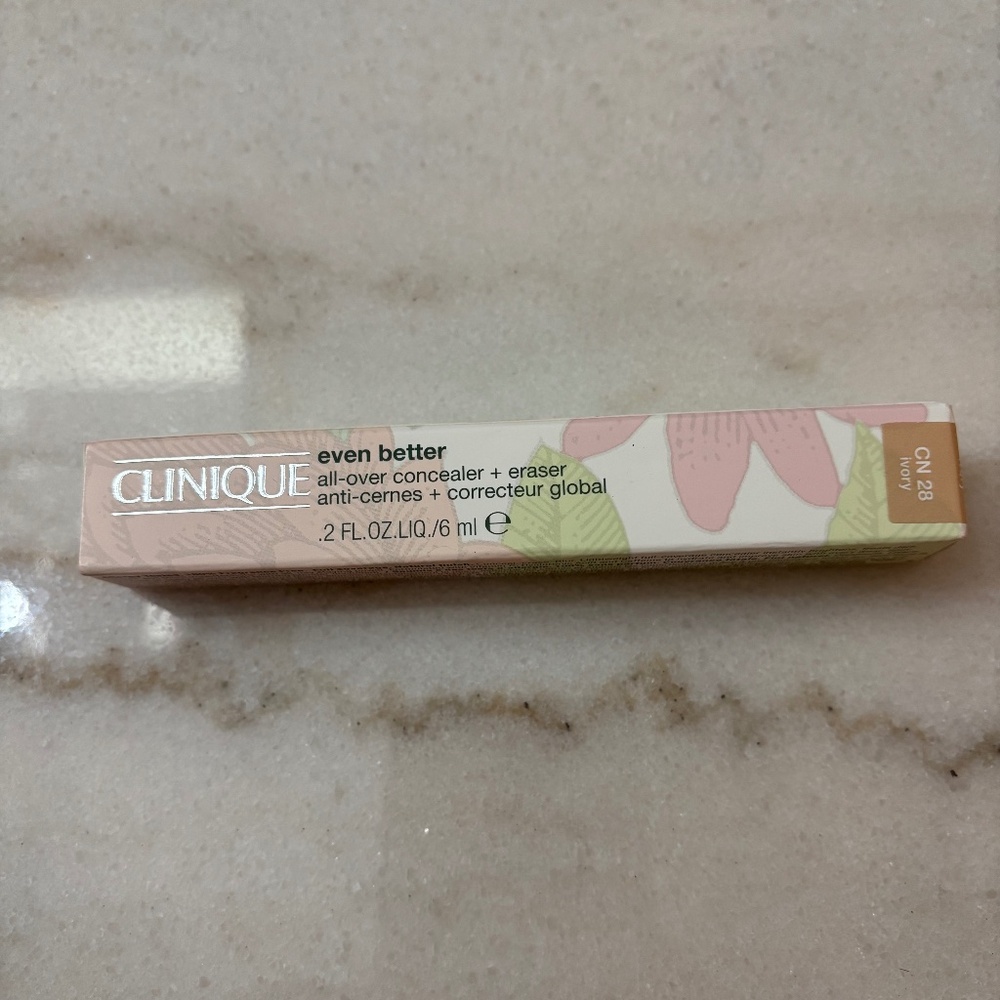 CLINIQUE
even better
all-over concealer + eraser
anti-cernes + correcteur global
.2 FL.OZ.LIQ./6 ml ℮
CN 28
ivory